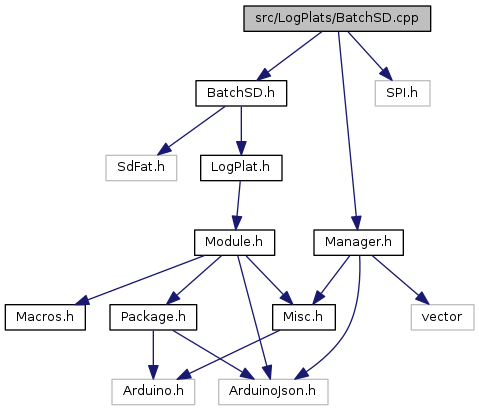 src/LogPlats/BatchSD.cpp
BatchSD.h
SPI.h
SdFat.h
LogPlat.h
Module.h
Manager.h
Macros.h
Package.h
Misc.h
vector
Arduino.h
ArduinoJson.h